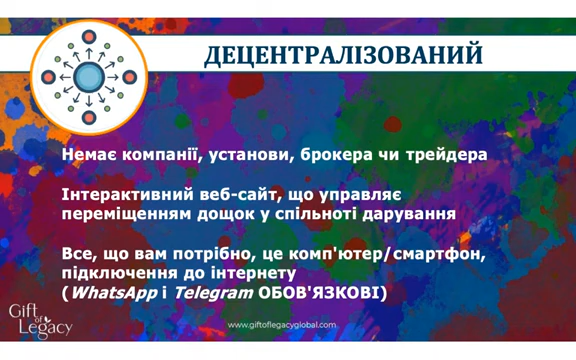 ДЕЦЕНТРАЛІЗОВАНИЙ
Немає компанії, установи, брокера чи трейдера
Інтерактивний веб-сайт, що управляє
переміщенням дощок у спільноті дарування
Все, що вам потрібно, це комп'ютер/смартфон,
підключення до інтернету
(WhatsApp і Telegram ОБОВ'ЯЗКОВІ)
Gift
of
Legacy
www.giftoflegacyglobal.com